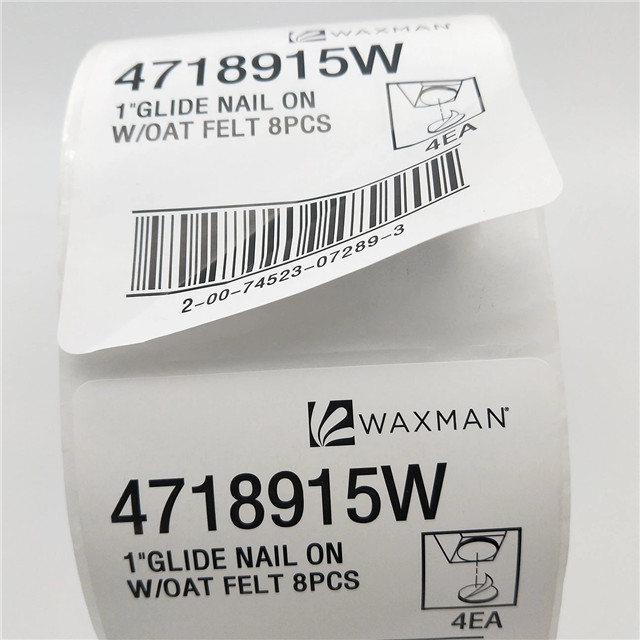 WAXMAN
4718915W
1"GLIDE NAIL ON
W/OAT FELT 8PCS
4EA
2-00-74523-07289-3
WAXMAN®
4718915W
1"GLIDE NAIL ON
W/OAT FELT 8PCS
4EA